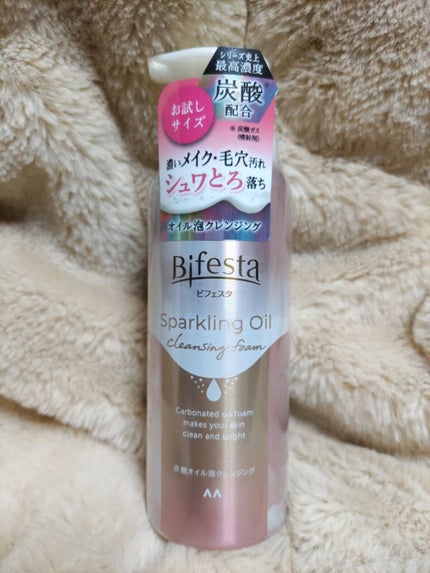 シリーズ史上
最高濃度
炭酸
配合
※炭酸ガス
(噴射剤)
お試し
サイズ
濃いメイク・毛穴汚れ
シュワとろ落ち
オイル泡クレンジング
Bifesta
ビフェスタ
Sparkling Oil
cleansing foam
Carbonated oil foam
makes your skin
clean and bright
炭酸オイル泡クレンジング